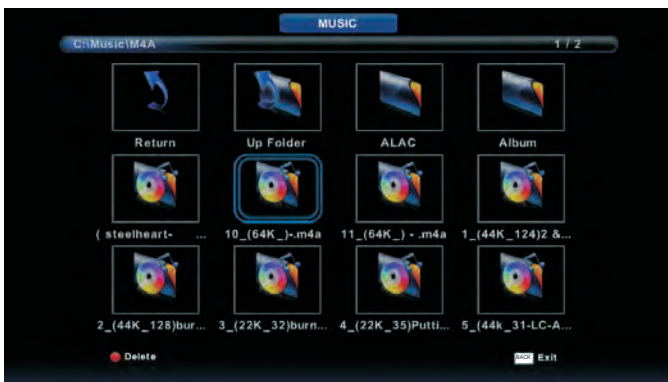 MUSIC
C:\Music\M4A 1 / 2
Return Up Folder ALAC Album
( steelheart- ... 10_(64K_)-.m4a 11_(64K_) - .m4a 1_(44K_124)2 &...
2_(44K_128)bur... 3_(22K_32)burn... 4_(22K_35)Putti... 5_(44k_31-LC-A...
Delete BACK Exit